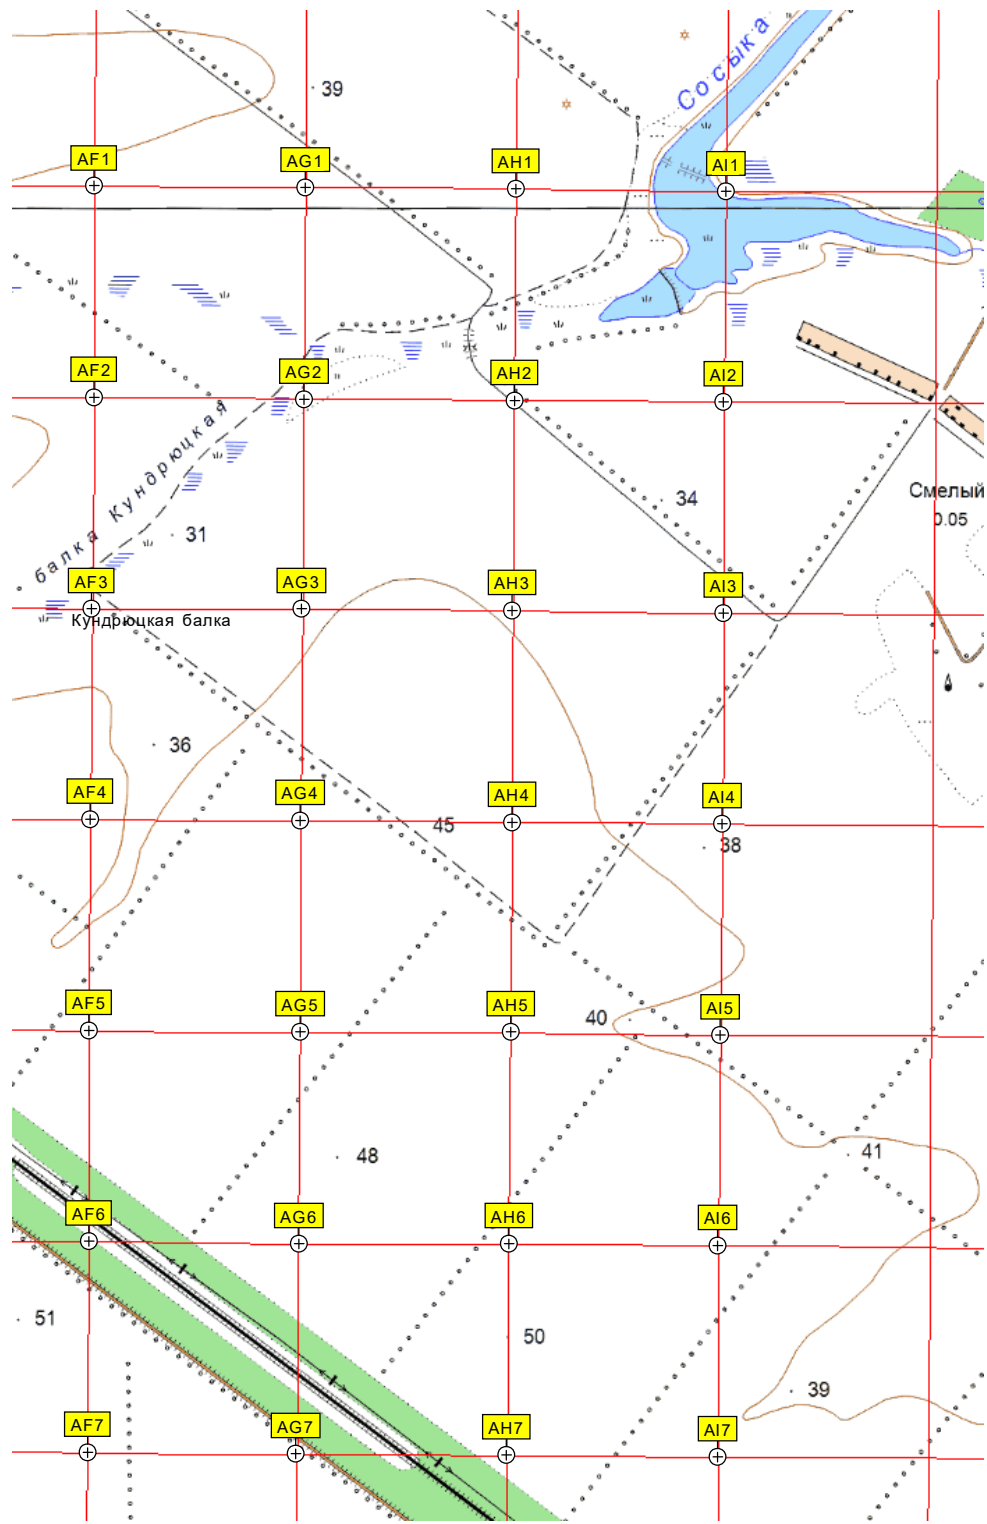 Сосыка
39
AF1
AG1
AH1
AI1
AF2
AG2
AH2
AI2
балка Кундрюцкая
34
Смелый
0.05
31
AF3
AG3
AH3
AI3
Кундрюцкая балка
36
AF4
AG4
AH4
AI4
45
38
AF5
AG5
AH5
AI5
40
48
41
AF6
AG6
AH6
AI6
51
50
39
AF7
AG7
AH7
AI7